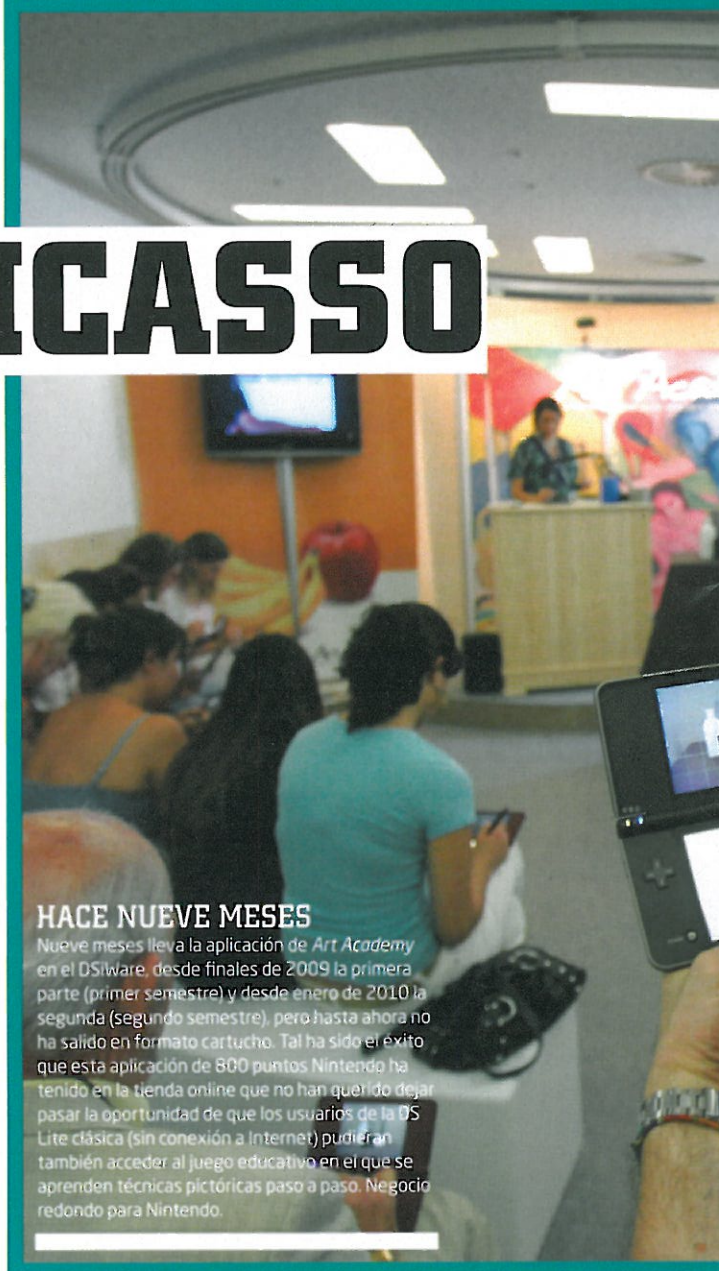 ICASSO
HACE NUEVE MESES
Nueve meses lleva la aplicación de Art Academy
en el DSiWare, desde finales de 2009 la primera
parte (primer semestre) y desde enero de 2010 la
segunda (segundo semestre), pero hasta ahora no
ha salido en formato cartucho. Tal ha sido el éxito
que esta aplicación de 800 puntos Nintendo ha
tenido en la tienda online que no han querido dejar
pasar la oportunidad de que los usuarios de la DS
Lite clásica (sin conexión a Internet) pudieran
también acceder al juego educativo en el que se
aprenden técnicas pictóricas paso a paso. Negocio
redondo para Nintendo.